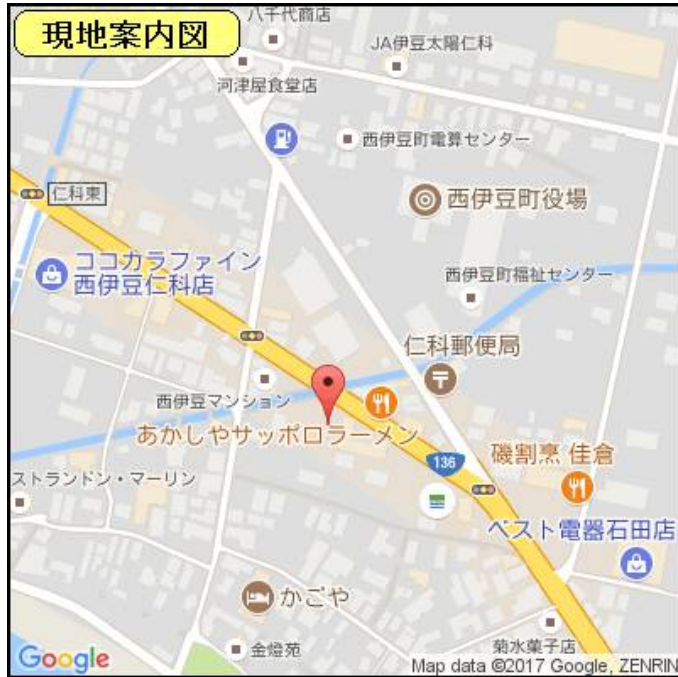 現地案内図
八千代商店
JA伊豆太陽仁科
河津屋食堂店
西伊豆町電算センター
仁科東
西伊豆町役場
ココカラファイン
西伊豆仁科店
西伊豆町福祉センター
仁科郵便局
西伊豆マンション
あかしやサッポロラーメン
136
磯割烹 佳倉
ストランドン・マーリン
ベスト電器石田店
かごや
金燈苑
菊水菓子店
Google
Map data ©2017 Google, ZENRIN